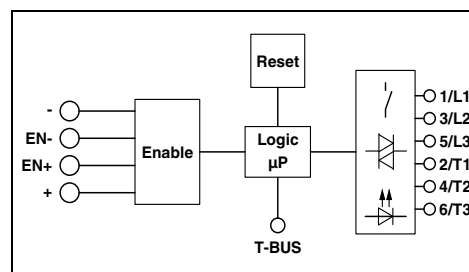 Reset
-
EN-
EN+
+
Enable
Logic
µP
T-BUS
1/L1
3/L2
5/L3
2/T1
4/T2
6/T3